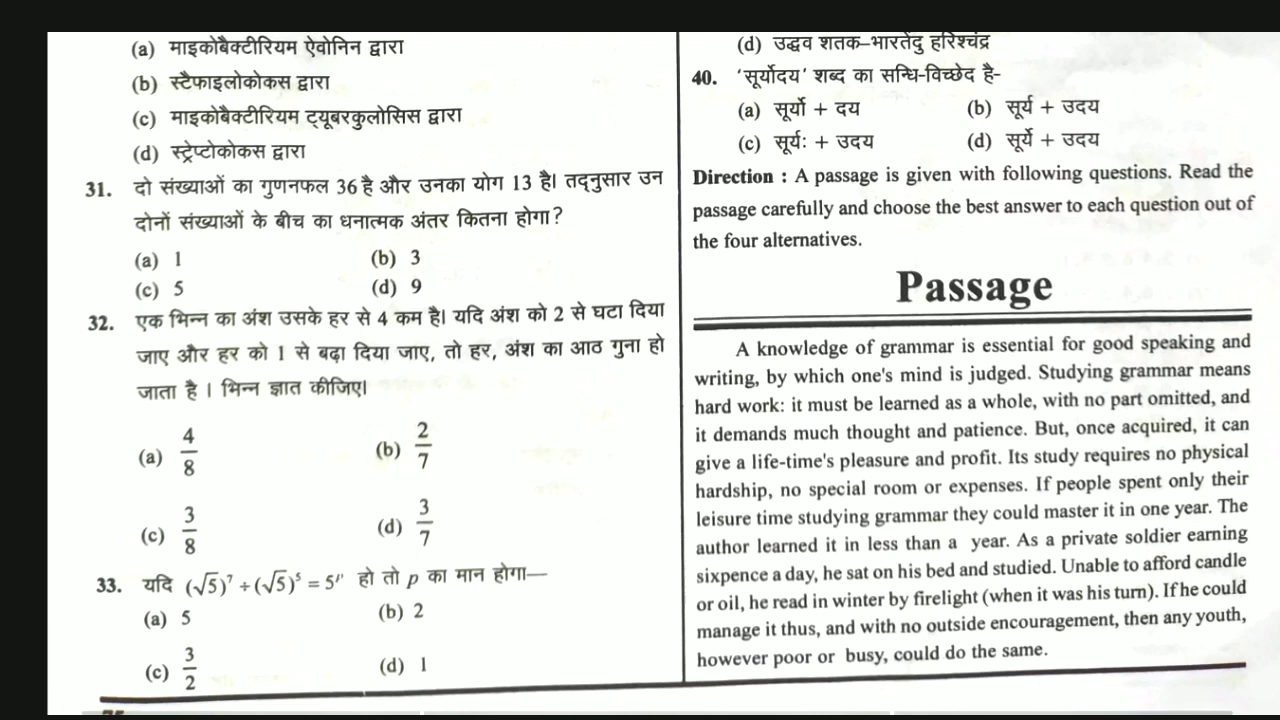 (a) माइकोबैक्टीरियम ऐवोनिन द्वारा
(b) स्टैफाइलोकोकस द्वारा
(c) माइकोबैक्टीरियम ट्यूबरकुलोसिस द्वारा
(d) स्ट्रेप्टोकोकस द्वारा
31. दो संख्याओं का गुणनफल 36 है और उनका योग 13 है। तद्नुसार उन
दोनों संख्याओं के बीच का धनात्मक अंतर कितना होगा?
(a) 1 (b) 3
(c) 5 (d) 9
32. एक भिन्न का अंश उसके हर से 4 कम है। यदि अंश को 2 से घटा दिया
जाए और हर को 1 से बढ़ा दिया जाए, तो हर, अंश का आठ गुना हो
जाता है । भिन्न ज्ञात कीजिए।
(a) 4/8 (b) 2/7
(c) 3/8 (d) 3/7
33. यदि (√5)⁷ ÷ (√5)⁵ = 5ᵖ हो तो p का मान होगा—
(a) 5 (b) 2
(c) 3/2 (d) 1
(d) उद्धव शतक–भारतेंदु हरिश्चंद्र
40. 'सूर्योदय' शब्द का सन्धि-विच्छेद है-
(a) सूर्यो + दय (b) सूर्य + उदय
(c) सूर्यः + उदय (d) सूर्ये + उदय
Direction : A passage is given with following questions. Read the
passage carefully and choose the best answer to each question out of
the four alternatives.
Passage
A knowledge of grammar is essential for good speaking and
writing, by which one's mind is judged. Studying grammar means
hard work: it must be learned as a whole, with no part omitted, and
it demands much thought and patience. But, once acquired, it can
give a life-time's pleasure and profit. Its study requires no physical
hardship, no special room or expenses. If people spent only their
leisure time studying grammar they could master it in one year. The
author learned it in less than a year. As a private soldier earning
sixpence a day, he sat on his bed and studied. Unable to afford candle
or oil, he read in winter by firelight (when it was his turn). If he could
manage it thus, and with no outside encouragement, then any youth,
however poor or busy, could do the same.